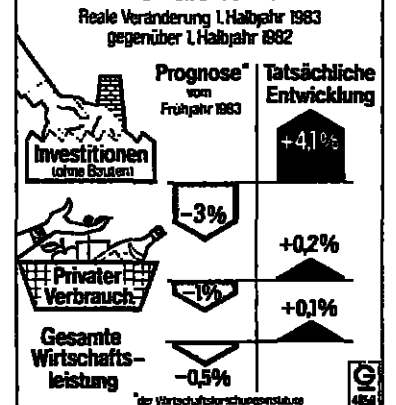 Reale Veränderung 1. Halbjahr 1983
gegenüber 1. Halbjahr 1982
Prognose*
vom
Frühjahr 1983
Tatsächliche
Entwicklung
Investitionen
(ohne Bauten)
-3%
+4,1%
Privater
Verbrauch
-1%
+0,2%
Gesamte
Wirtschafts-
leistung
-0,5%
+0,1%
*der Wirtschaftsforschungsinstitute